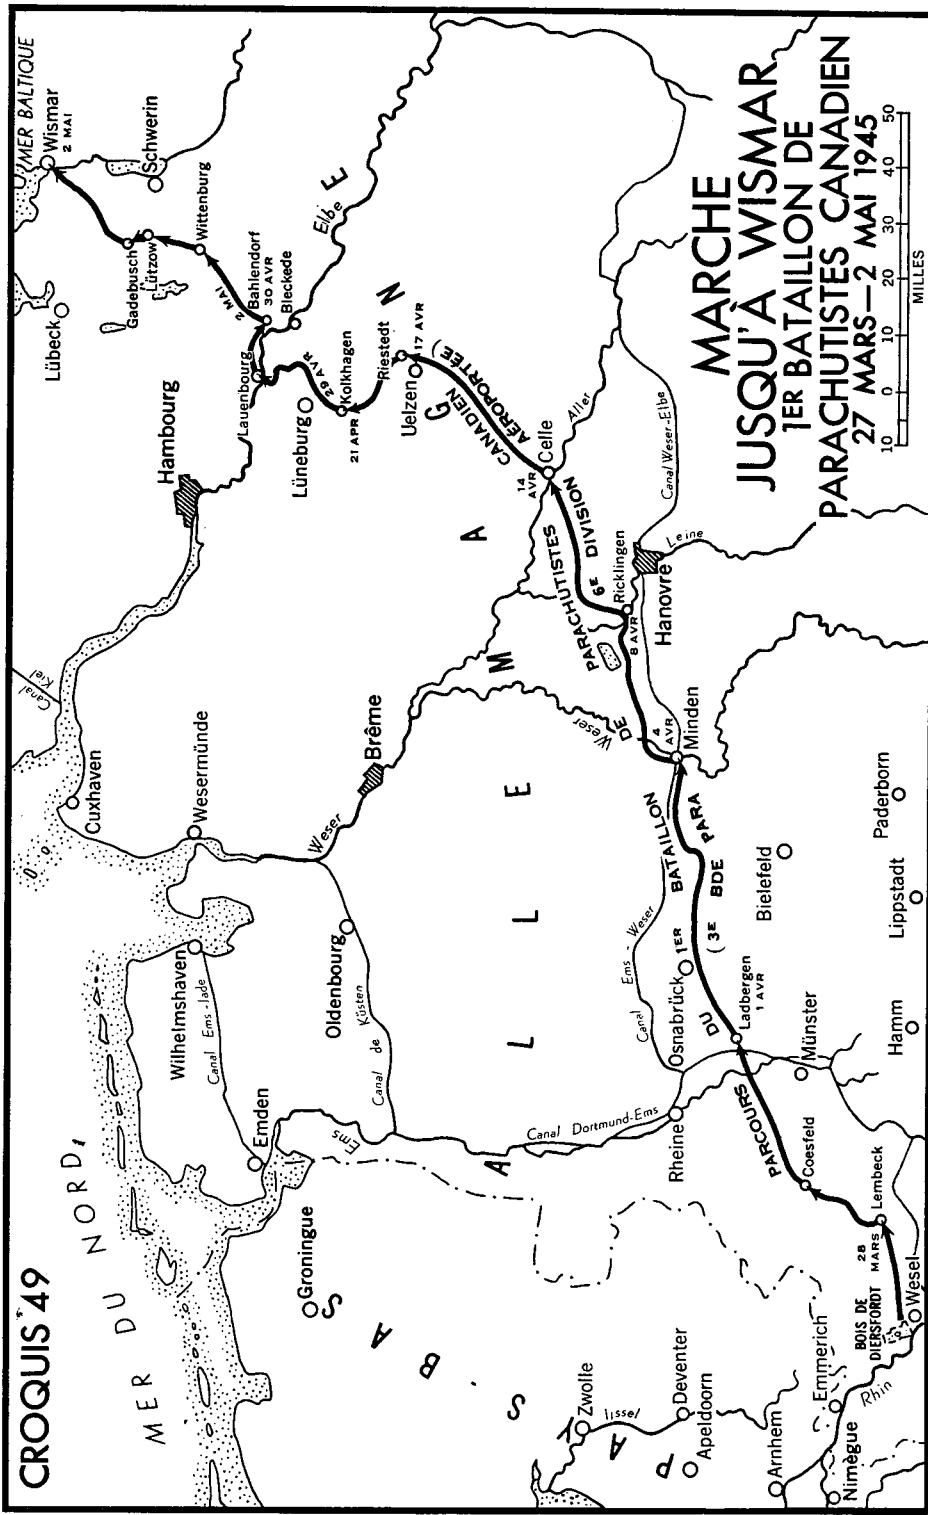 CROQUIS 49
MER DU NORD
MER BALTIQUE
MARCHE
JUSQU'A WISMAR
1ER BATAILLON DE
PARACHUTISTES CANADIEN
27 MARS—2 MAI 1945
10 0 10 20 30 40 50
MILLES
PAYS BAS
ALLEMAGNE
PARCOURS DU 1ER BATAILLON DE PARACHUTISTES CANADIEN
( 3E BDE PARA 6E DIVISION AÉROPORTÉE )
Groningue
Zwolle
Iissel
Deventer
Apeldoorn
Arnhem
Nimègue
Emmerich
Rhin
BOIS DE
DIERSFORDT
Wesel
28
MARS
Lembeck
Coesfeld
Ladbergen
1 AVR
Münster
Hamm
Lippstadt
Paderborn
Bielefeld
Rheine
Osnabrück
Canal Dortmund-Ems
Canal Ems - Weser
Ems
Emden
Canal Ems Jade
Wilhelmshaven
Canal de Küsten
Oldenbourg
Weser
Wesermünde
Cuxhaven
Canal Kiel
Brême
Weser
4
AVR
Minden
8 AVR
Ricklingen
Hanovre
Leine
Canal Weser-Elbe
14
AVR
Celle
Aller
Uelzen
17 AVR
Riestedt
21 APR
Kolkhagen
29 AVR
Lüneburg
Lauenbourg
Hambourg
Bahlendorf
30 AVR
Bleckede
Elbe
2 MAI
Wittenburg
Lützow
Gadebusch
Lübeck
Schwerin
Wismar
2 MAI